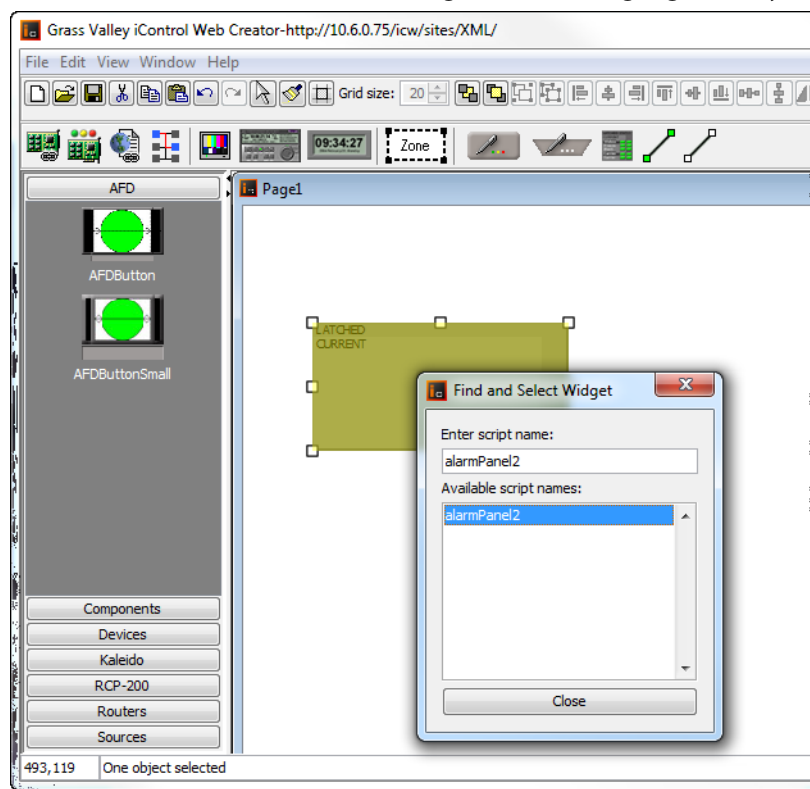 Grass Valley iControl Web Creator-http://10.6.0.75/icw/sites/XML/
File Edit View Window Help
Grid size: 20
09:34:27
Zone
AFD
Page1
AFDButton
AFDButtonSmall
LATCHED
CURRENT
Find and Select Widget
Enter script name:
alarmPanel2
Available script names:
alarmPanel2
Close
Components
Devices
Kaleido
RCP-200
Routers
Sources
493,119 One object selected